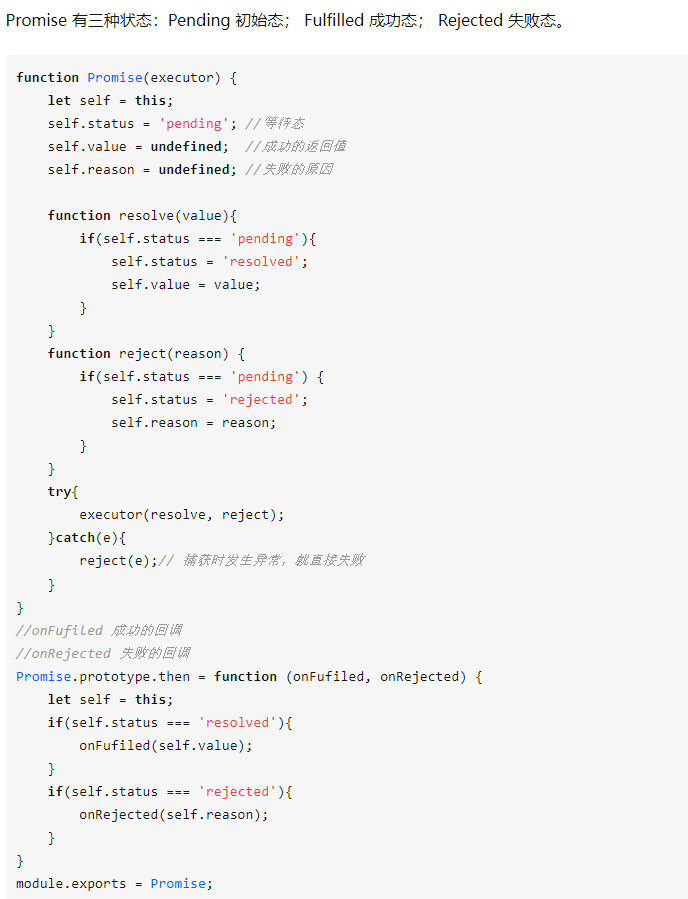 Promise 有三种状态：Pending 初始态； Fulfilled 成功态； Rejected 失败态。
function Promise(executor) {
    let self = this;
    self.status = 'pending'; //等待态
    self.value = undefined;  //成功的返回值
    self.reason = undefined; //失败的原因

    function resolve(value){
        if(self.status === 'pending'){
            self.status = 'resolved';
            self.value = value;
        }
    }
    function reject(reason) {
        if(self.status === 'pending') {
            self.status = 'rejected';
            self.reason = reason;
        }
    }
    try{
        executor(resolve, reject);
    }catch(e){
        reject(e);// 捕获时发生异常，就直接失败
    }
}
//onFufiled 成功的回调
//onRejected 失败的回调
Promise.prototype.then = function (onFufiled, onRejected) {
    let self = this;
    if(self.status === 'resolved'){
        onFufiled(self.value);
    }
    if(self.status === 'rejected'){
        onRejected(self.reason);
    }
}
module.exports = Promise;